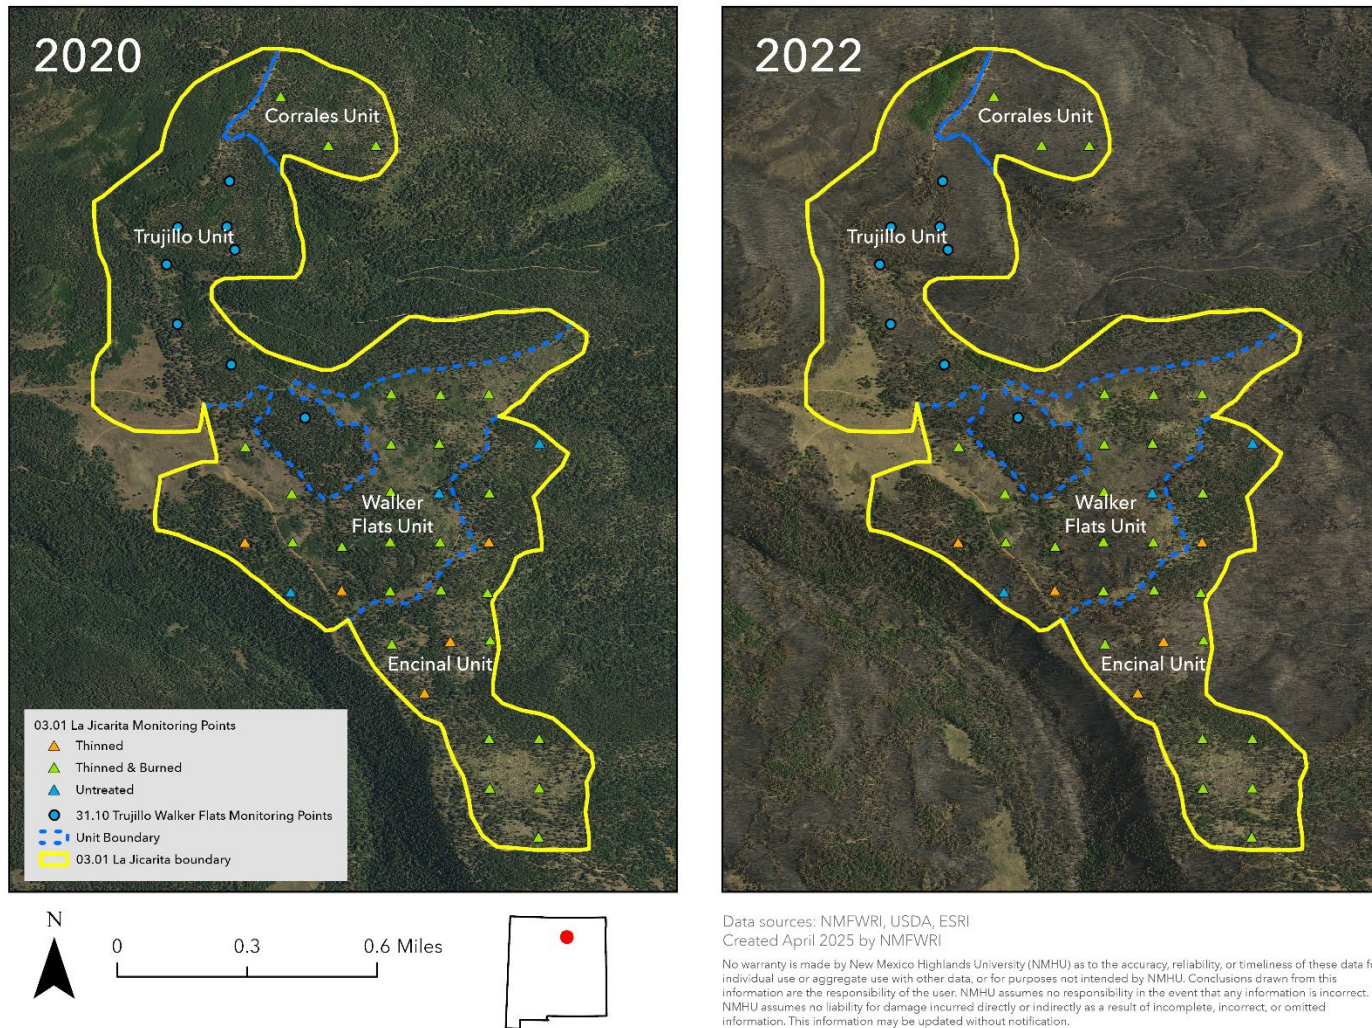 2020
Corrales Unit
Trujillo Unit
Walker
Flats Unit
Encinal Unit
03.01 La Jicarita Monitoring Points
Thinned
Thinned & Burned
Untreated
31.10 Trujillo Walker Flats Monitoring Points
Unit Boundary
03.01 La Jicarita boundary
2022
Corrales Unit
Trujillo Unit
Walker
Flats Unit
Encinal Unit
N
0 0.3 0.6 Miles
Data sources: NMFWRI, USDA, ESRI
Created April 2025 by NMFWRI
No warranty is made by New Mexico Highlands University (NMHU) as to the accuracy, reliability, or timeliness of these data
individual use or aggregate use with other data, or for purposes not intended by NMHU. Conclusions drawn from this
information are the responsibility of the user. NMHU assumes no responsibility in the event that any information is incorrect.
NMHU assumes no liability for damage incurred directly or indirectly as a result of incomplete, incorrect, or omitted
information. This information may be updated without notification.